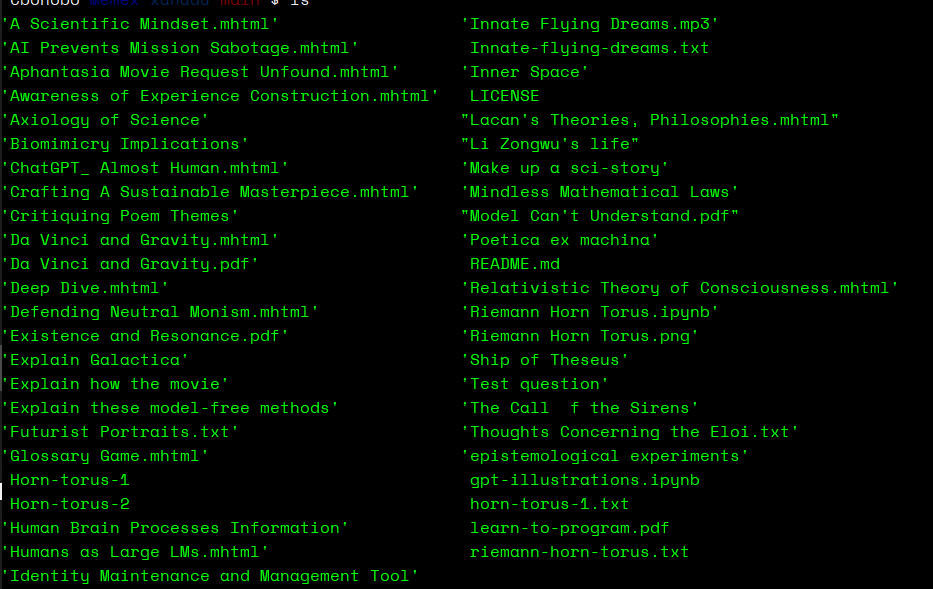 cbonobo memex xanadu main $ ls
'A Scientific Mindset.mhtml' 'Innate Flying Dreams.mp3'
'AI Prevents Mission Sabotage.mhtml' Innate-flying-dreams.txt
'Aphantasia Movie Request Unfound.mhtml' 'Inner Space'
'Awareness of Experience Construction.mhtml' LICENSE
'Axiology of Science' "Lacan's Theories, Philosophies.mhtml"
'Biomimicry Implications' "Li Zongwu's life"
'ChatGPT_ Almost Human.mhtml' 'Make up a sci-story'
'Crafting A Sustainable Masterpiece.mhtml' 'Mindless Mathematical Laws'
'Critiquing Poem Themes' "Model Can't Understand.pdf"
'Da Vinci and Gravity.mhtml' 'Poetica ex machina'
'Da Vinci and Gravity.pdf' README.md
'Deep Dive.mhtml' 'Relativistic Theory of Consciousness.mhtml'
'Defending Neutral Monism.mhtml' 'Riemann Horn Torus.ipynb'
'Existence and Resonance.pdf' 'Riemann Horn Torus.png'
'Explain Galactica' 'Ship of Theseus'
'Explain how the movie' 'Test question'
'Explain these model-free methods' 'The Call  f the Sirens'
'Futurist Portraits.txt' 'Thoughts Concerning the Eloi.txt'
'Glossary Game.mhtml' 'epistemological experiments'
Horn-torus-1 gpt-illustrations.ipynb
Horn-torus-2 horn-torus-1.txt
'Human Brain Processes Information' learn-to-program.pdf
'Humans as Large LMs.mhtml' riemann-horn-torus.txt
'Identity Maintenance and Management Tool'